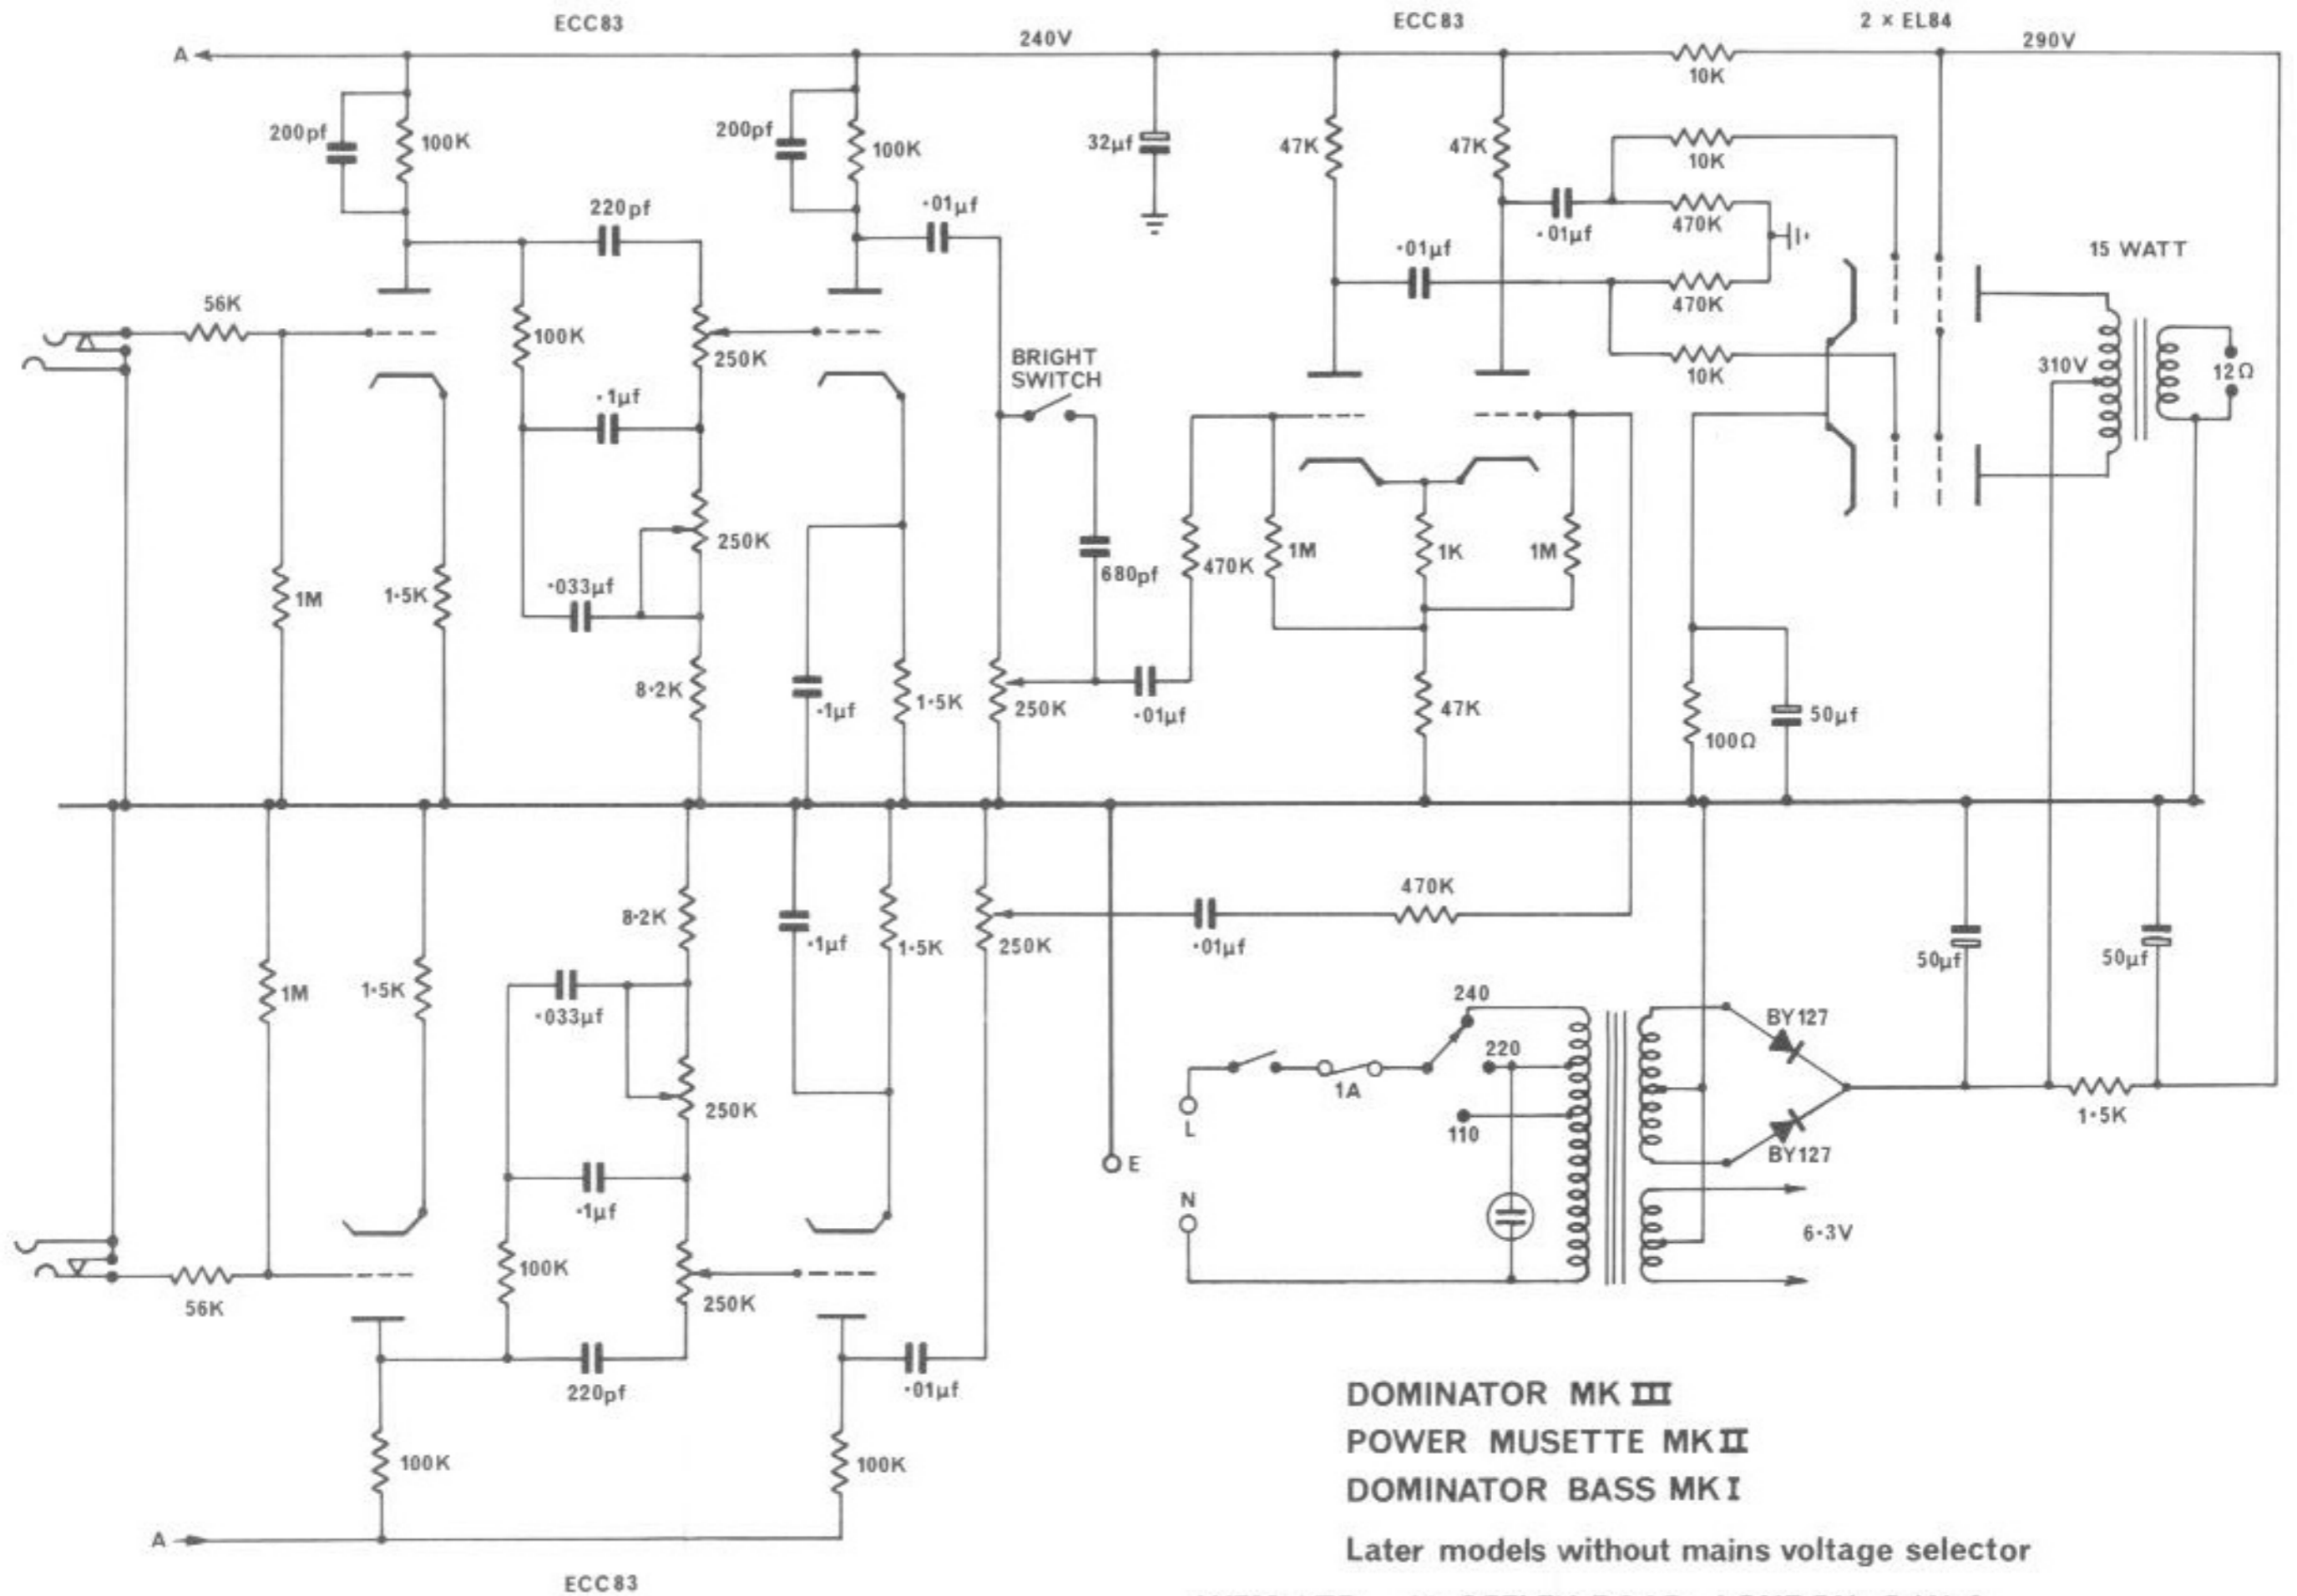 ECC83
ECC83
2 × EL84
A
240V
290V
10K
200pf
100K
200pf
100K
32µf
47K
47K
10K
220pf
·01µf
470K
·01µf
·01µf
15 WATT
56K
470K
100K
250K
BRIGHT
SWITCH
10K
310V
12Ω
·1µf
250K
470K
1M
1K
1M
680pf
1M
1·5K
·033µf
8·2K
·1µf
1·5K
250K
·01µf
47K
100Ω
50µf
8·2K
·1µf
1·5K
250K
470K
·01µf
50µf
50µf
1M
1·5K
·033µf
240
BY127
220
1A
250K
L
110
1·5K
E
BY127
N
·1µf
6·3V
100K
250K
56K
220pf
·01µf
DOMINATOR MK III
POWER MUSETTE MK II
100K
100K
DOMINATOR BASS MK I
A
Later models without mains voltage selector
ECC83